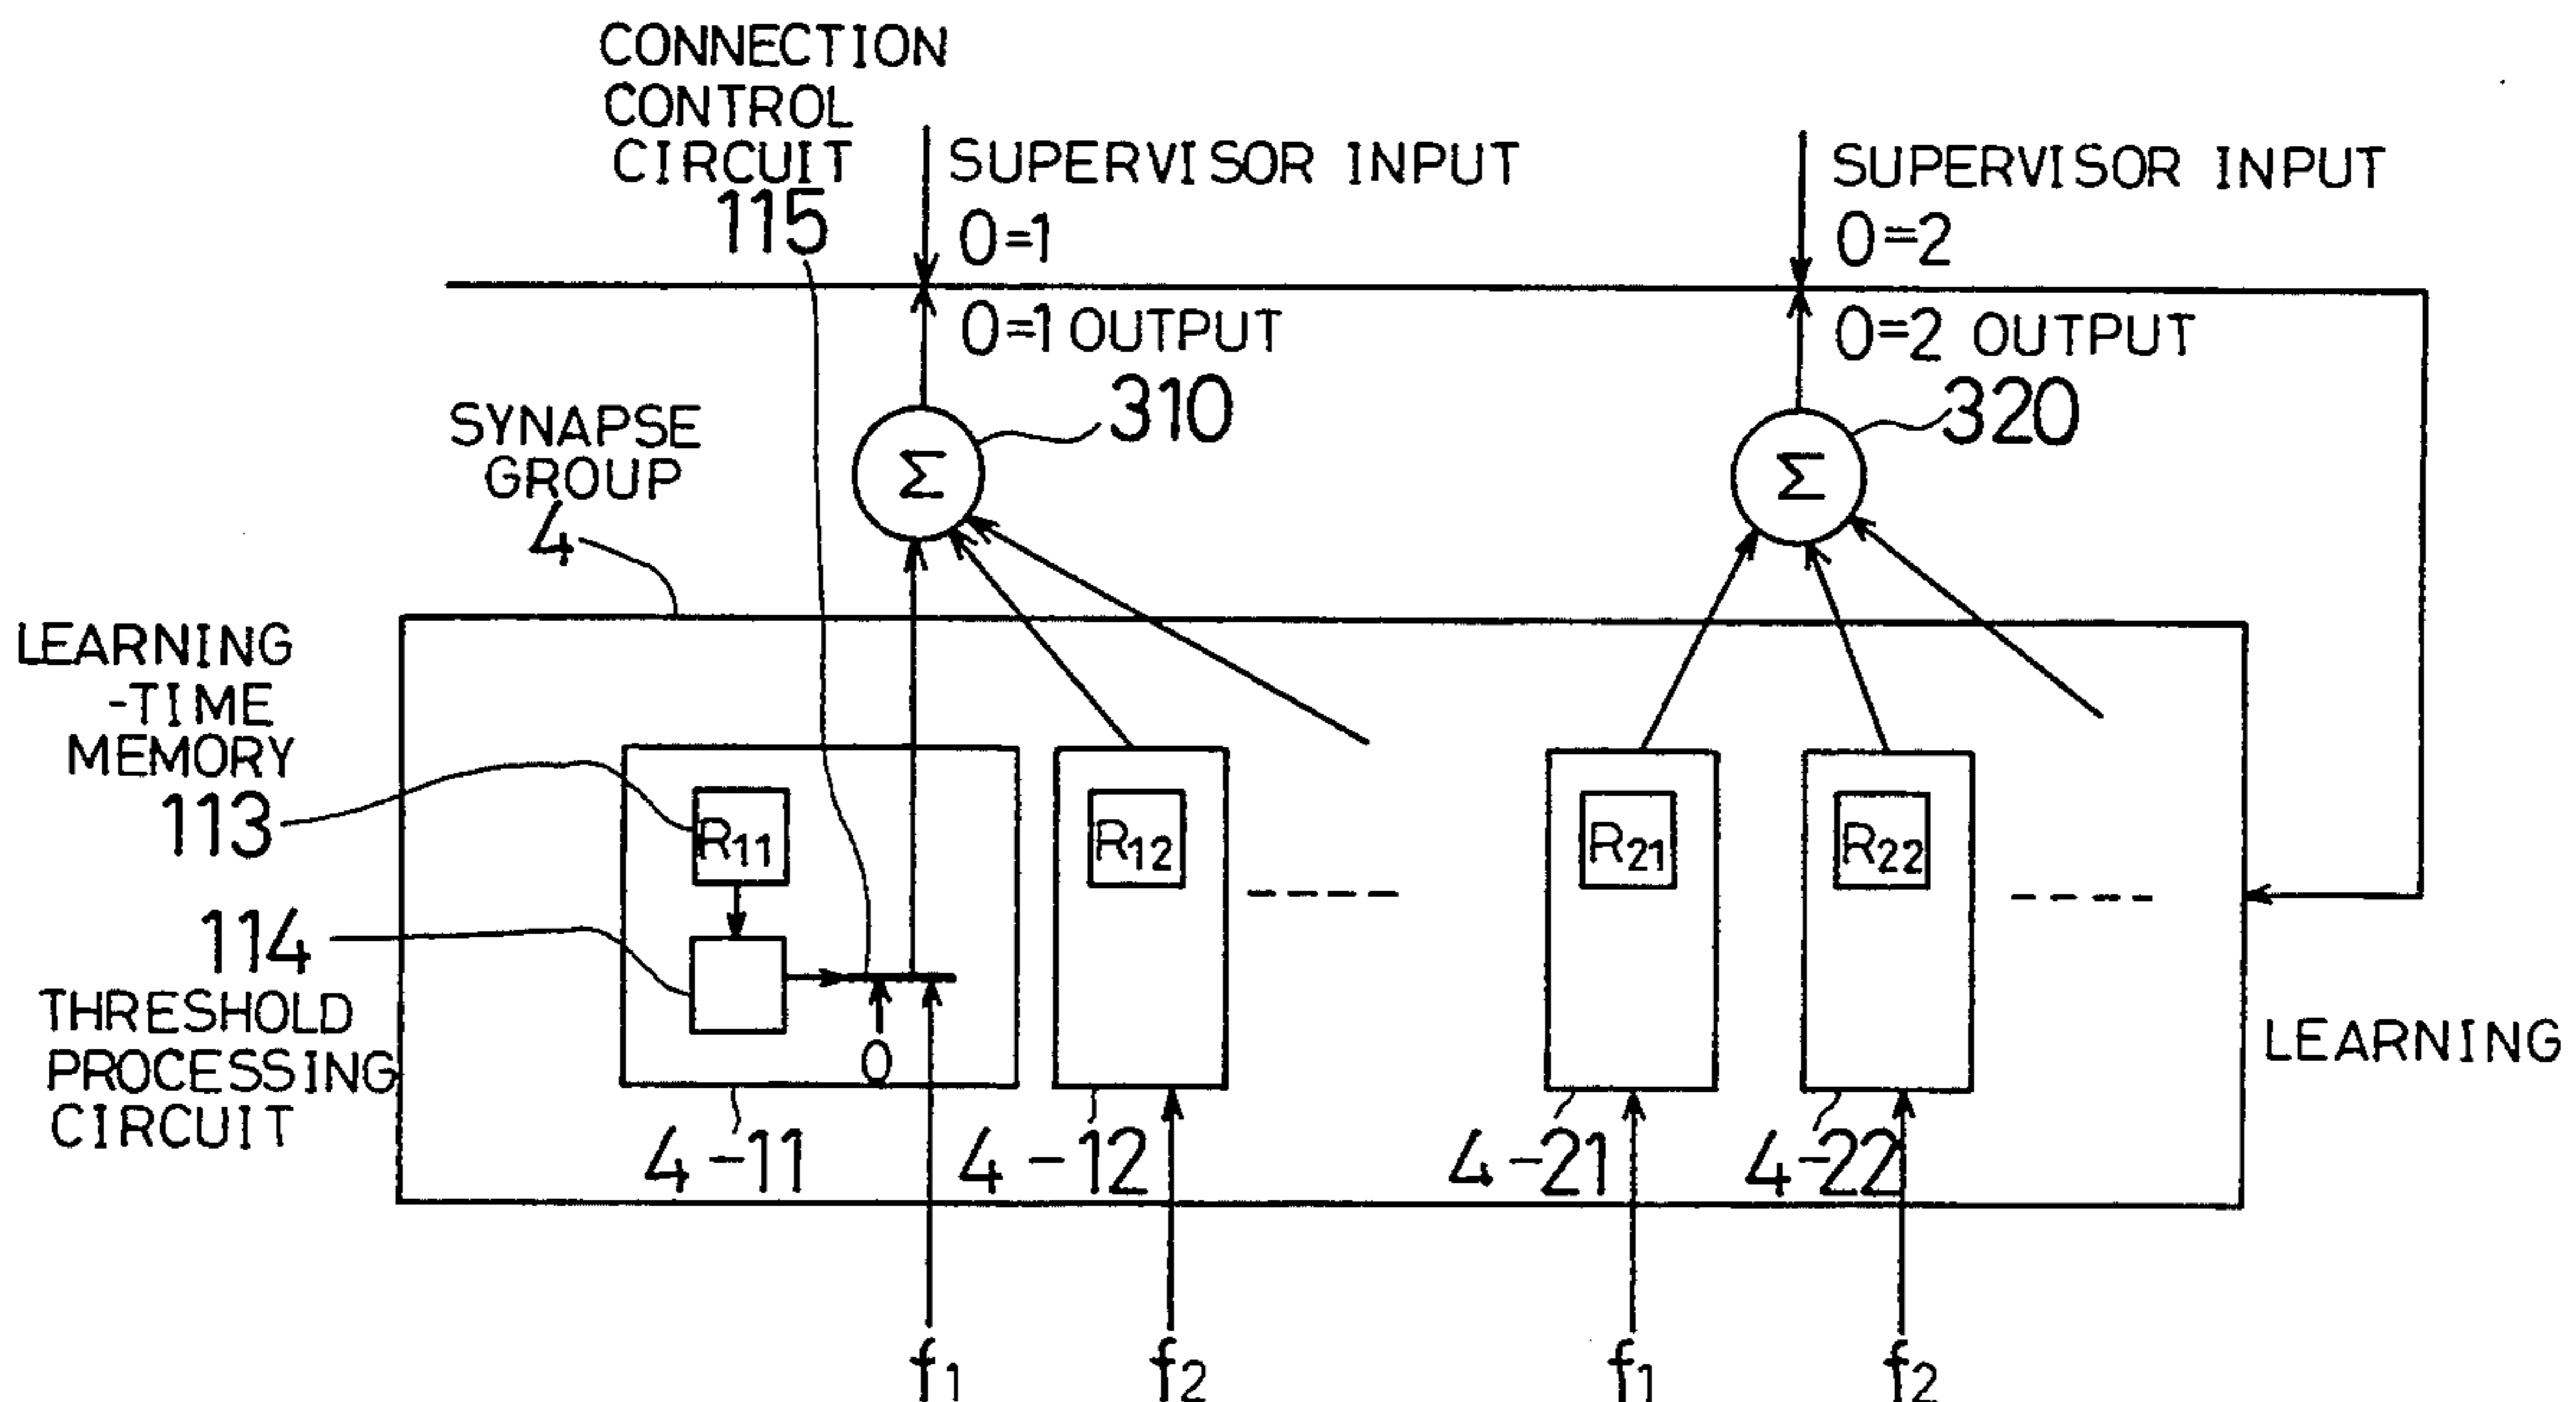 CONNECTION
CONTROL
CIRCUIT
115
SUPERVISOR INPUT
0=1
SUPERVISOR INPUT
0=2
0=1 OUTPUT
0=2 OUTPUT
310
320
Σ
Σ
SYNAPSE
GROUP
4
LEARNING
-TIME
MEMORY
113
R11
R12
R21
R22
114
THRESHOLD
PROCESSING
CIRCUIT
0
LEARNING
4-11
4-12
4-21
4-22
f1
f2
f1
f2